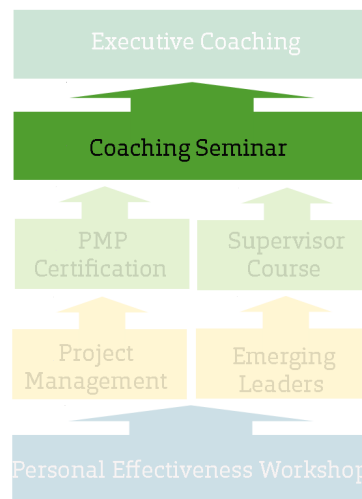 Executive Coaching
Coaching Seminar
PMP
Certification
Supervisor
Course
Project
Management
Emerging
Leaders
Personal Effectiveness Workshop